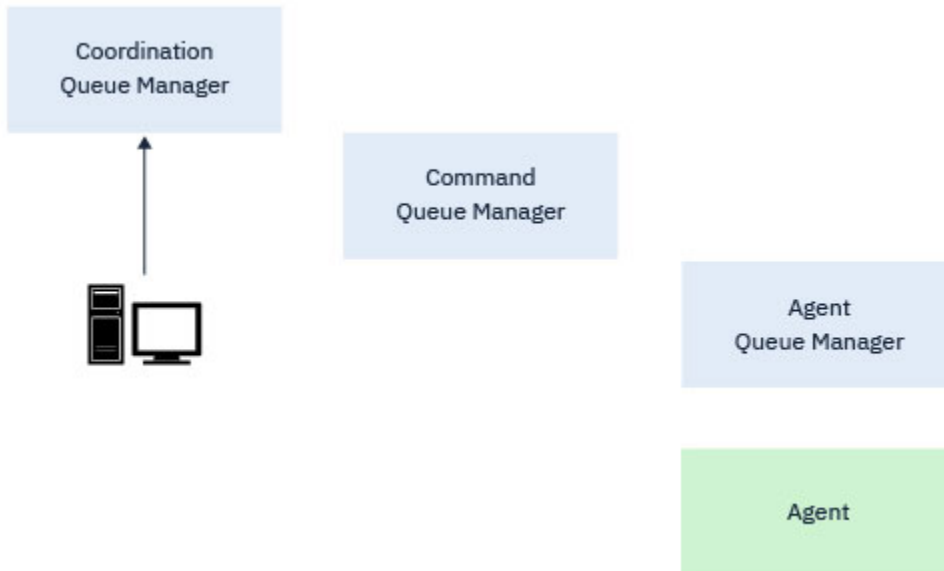 Coordination
Queue Manager
Command
Queue Manager
Agent
Queue Manager
Agent